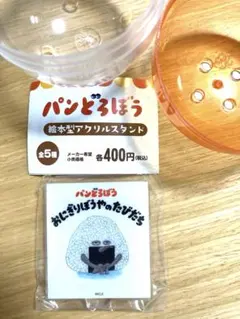 パンどろぼう
絵本型アクリルスタンド
全5種
メーカー希望
小売価格
各400円(税込)
パンどろぼう
おにぎりぼうやのたびだち